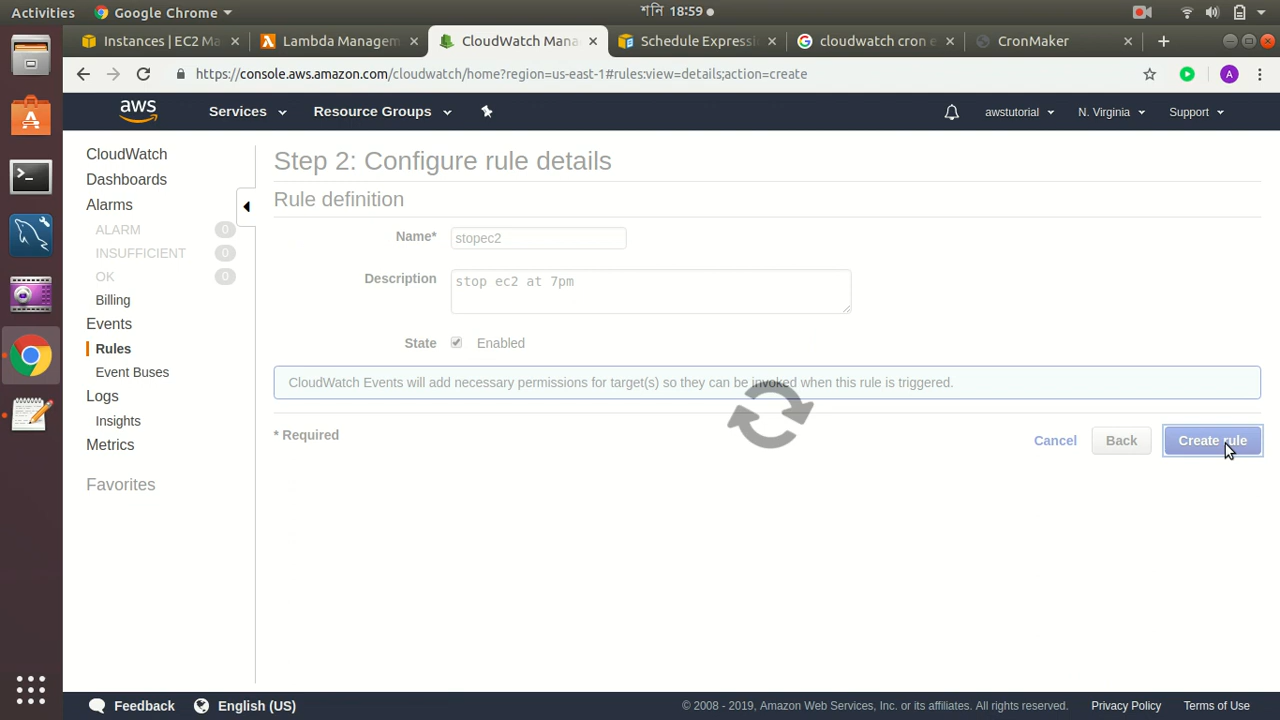 Activities
Google Chrome
শনি 18:59
Instances | EC2 Ma
Lambda Managem
CloudWatch Mana
Schedule Expressi
cloudwatch cron e
CronMaker
https://console.aws.amazon.com/cloudwatch/home?region=us-east-1#rules:view=details;action=create
A
aws
Services
Resource Groups
awstutorial
N. Virginia
Support
CloudWatch
Dashboards
Alarms
ALARM 0
INSUFFICIENT 0
OK 0
Billing
Events
Rules
Event Buses
Logs
Insights
Metrics
Favorites
Step 2: Configure rule details
Rule definition
Name* stopec2
Description stop ec2 at 7pm
State Enabled
CloudWatch Events will add necessary permissions for target(s) so they can be invoked when this rule is triggered.
* Required
Cancel
Back
Create rule
Feedback
English (US)
© 2008 - 2019, Amazon Web Services, Inc. or its affiliates. All rights reserved.
Privacy Policy
Terms of Use